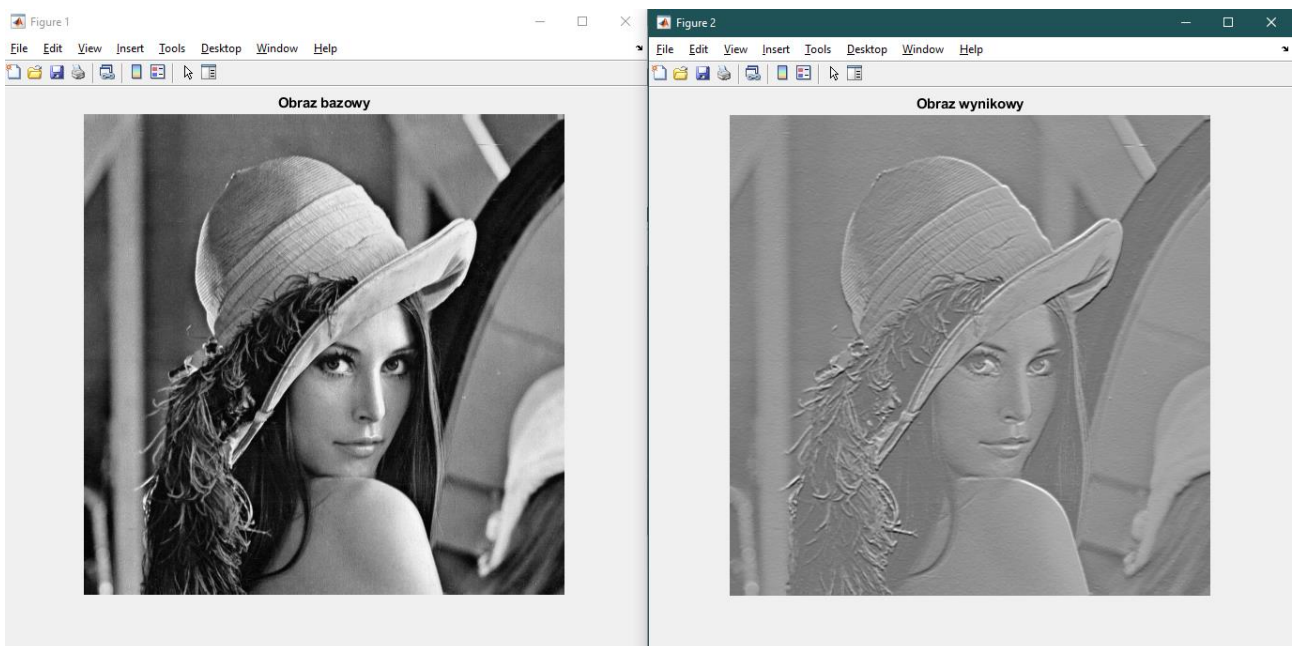 Figure 1
File Edit View Insert Tools Desktop Window Help
Obraz bazowy
Figure 2
File Edit View Insert Tools Desktop Window Help
Obraz wynikowy